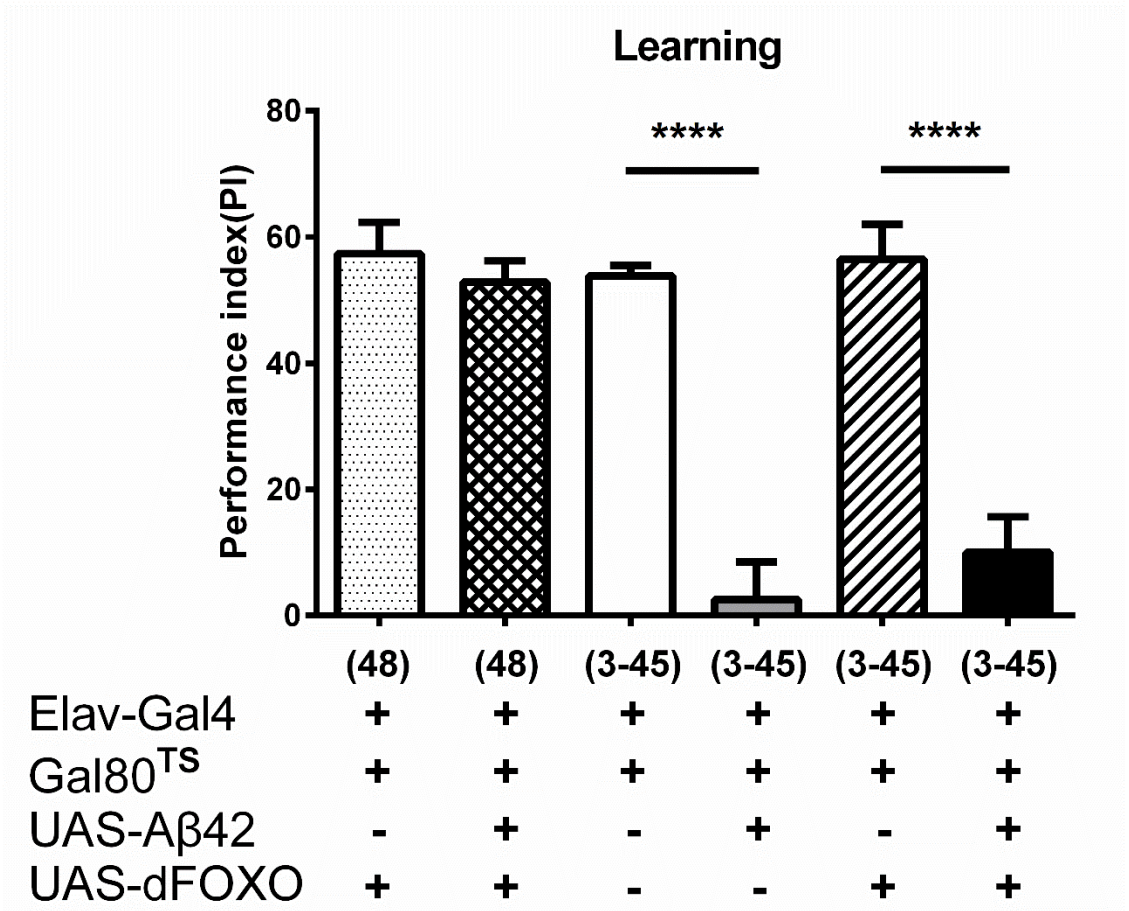 Learning
**** ****
Performance index(PI)
80
60
40
20
0
(48) (48) (3-45) (3-45) (3-45) (3-45)
Elav-Gal4 + + + + + +
Gal80ᵀˢ + + + + + +
UAS-Aβ42 - + - + - +
UAS-dFOXO + + - - + +